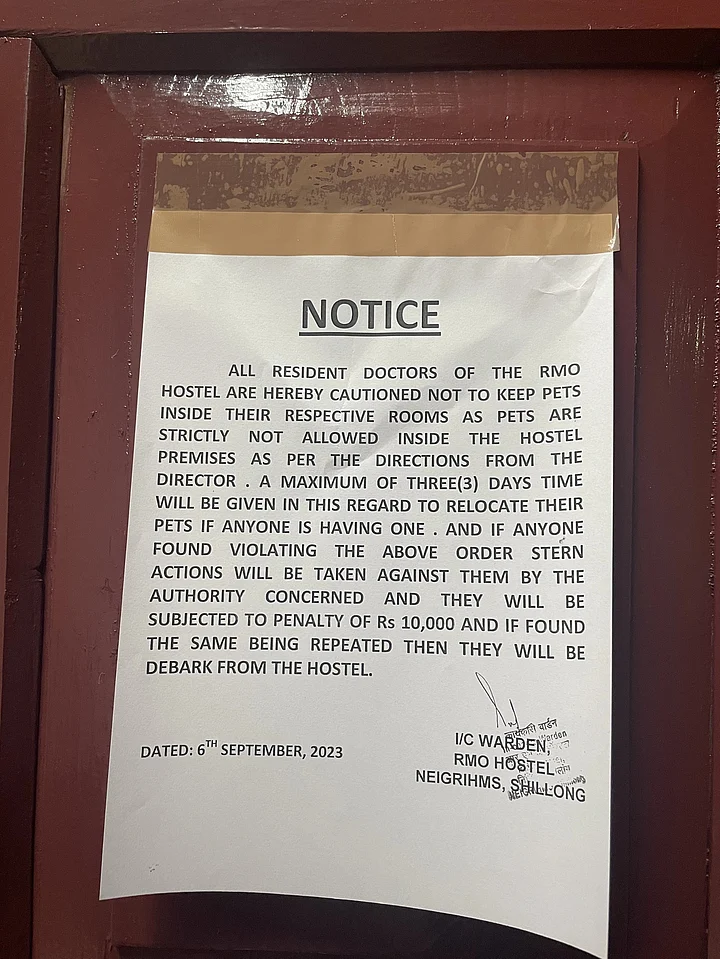 NOTICE
ALL RESIDENT DOCTORS OF THE RMO
HOSTEL ARE HEREBY CAUTIONED NOT TO KEEP PETS
INSIDE THEIR RESPECTIVE ROOMS AS PETS ARE
STRICTLY NOT ALLOWED INSIDE THE HOSTEL
PREMISES AS PER THE DIRECTIONS FROM THE
DIRECTOR . A MAXIMUM OF THREE(3) DAYS TIME
WILL BE GIVEN IN THIS REGARD TO RELOCATE THEIR
PETS IF ANYONE IS HAVING ONE . AND IF ANYONE
FOUND VIOLATING THE ABOVE ORDER STERN
ACTIONS WILL BE TAKEN AGAINST THEM BY THE
AUTHORITY CONCERNED AND THEY WILL BE
SUBJECTED TO PENALTY OF Rs 10,000 AND IF FOUND
THE SAME BEING REPEATED THEN THEY WILL BE
DEBARK FROM THE HOSTEL.
DATED: 6TH SEPTEMBER, 2023
I/C WARDEN,
RMO HOSTEL,
NEIGRIHMS, SHILLONG
वार्डन
Warden